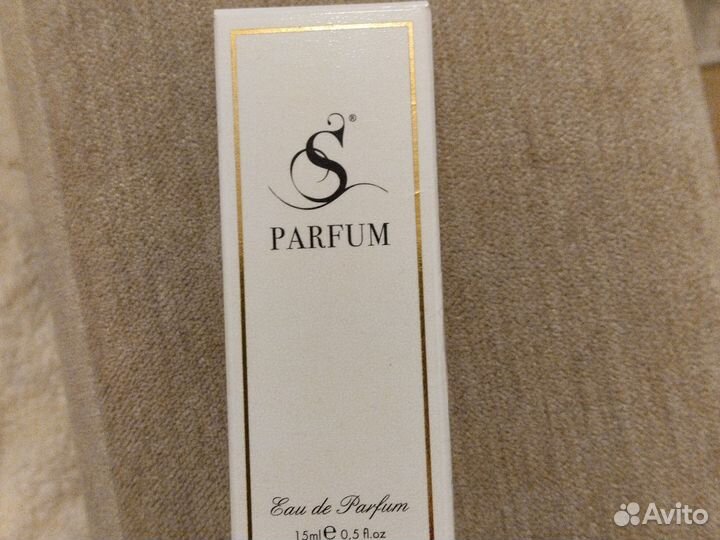 S®
PARFUM
Eau de Parfum
15ml e 0.5 fl.oz
Avito